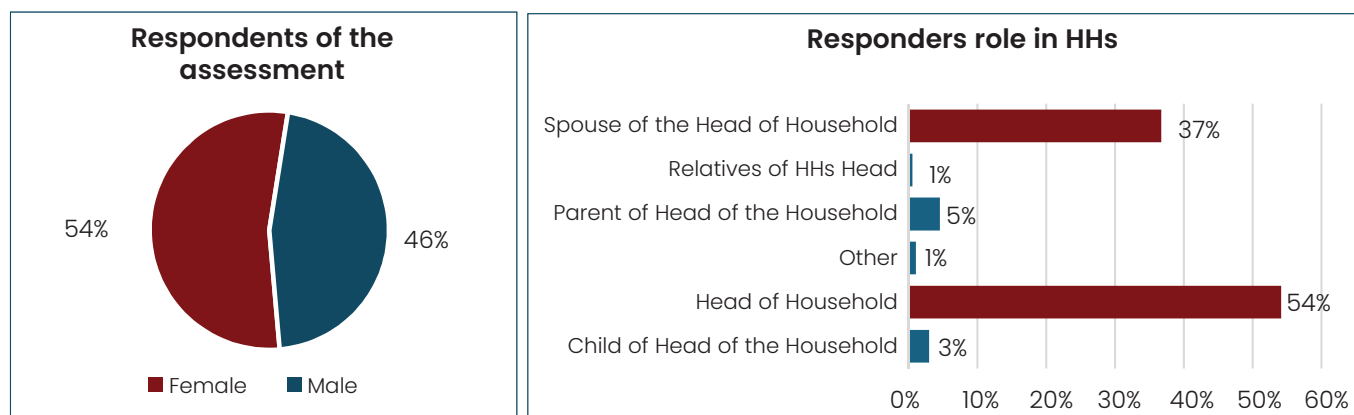 Respondents of the
assessment
54%
46%
Female
Male
Responders role in HHs
Spouse of the Head of Household
37%
Relatives of HHs Head
1%
Parent of Head of the Household
5%
Other
1%
Head of Household
54%
Child of Head of the Household
3%
0% 10% 20% 30% 40% 50% 60%